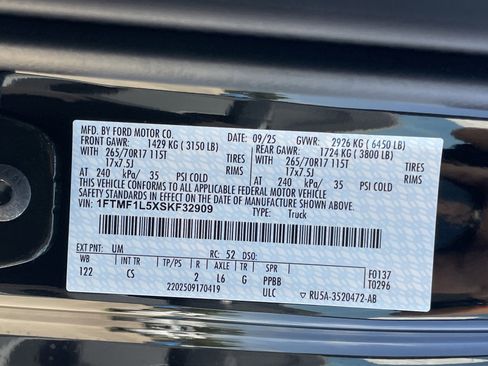 MFD. BY FORD MOTOR CO. DATE: 09/25 GVWR: 2926 KG ( 6450 LB)
FRONT GAWR: 1429 KG ( 3150 LB) REAR GAWR: 1724 KG ( 3800 LB)
WITH 265/70R17 115T WITH 265/70R17 115T
17x7.5J 17x7.5J
AT 240 kPa/ 35 PSI COLD AT 240 kPa/ 35 PSI COLD
THIS VEHICLE CONFORMS TO ALL APPLICABLE FEDERAL MOTOR VEHICLE
SAFETY STANDARDS IN EFFECT ON THE DATE OF MANUFACTURE SHOWN ABOVE.
VIN: 1FTMF1L5XSKF32909 TYPE: Truck
EXT PNT: UM RC: 52 DSO:
WB INT TR TP/PS R AXLE TR SPR F0137
122 CS 2 L6 G PPBB T0296
2202509170419 ULC RU5A-3520472-AB